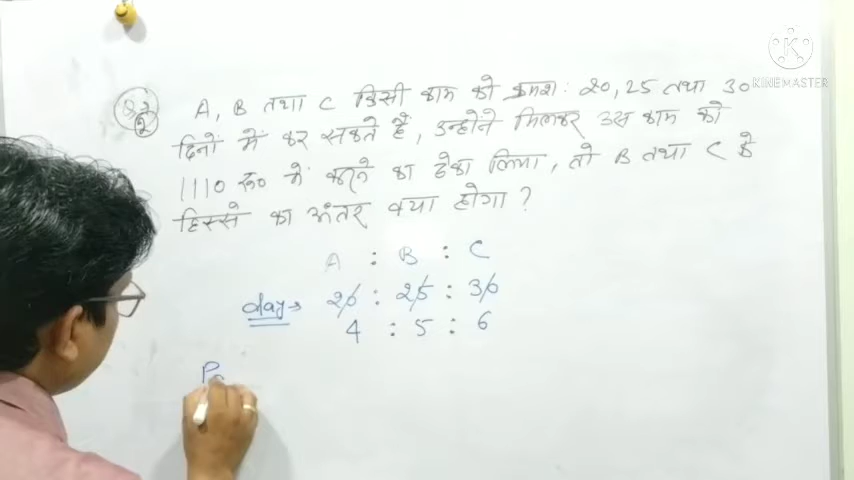 KINEMASTER
A, B तथा C किसी काम को क्रमशः 20, 25 तथा 30
दिनों में कर सकते हैं, उन्होंने मिलकर उस काम को
1110 रू० में करने का ठेका लिया, तो B तथा C के
हिस्से का अंतर क्या होगा ?
A : B : C
day→ 20 : 25 : 30
4 : 5 : 6